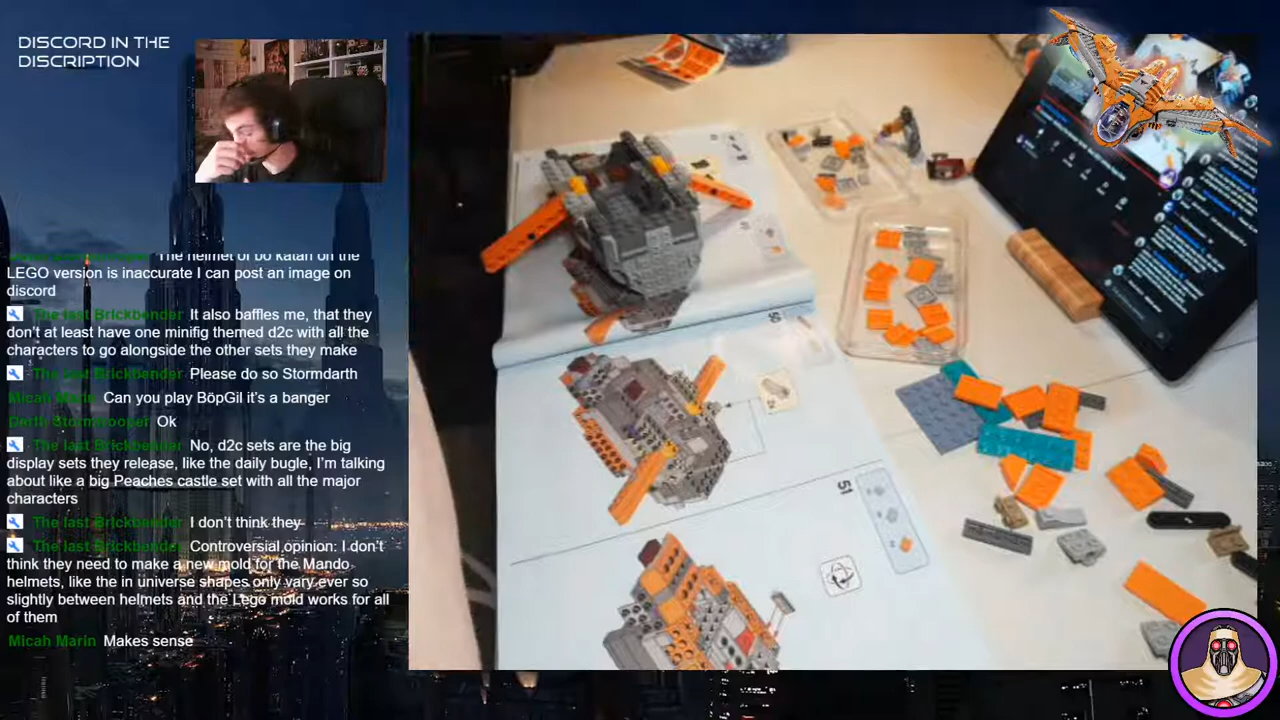 DISCORD IN THE
DISCRIPTION
The helmet of bo katan on the
LEGO version is inaccurate I can post an image on
discord
The last Brickbender It also baffles me, that they
don't at least have one minifig themed d2c with all the
characters to go alongside the other sets they make
The last Brickbender Please do so Stormdarth
Micah Marin Can you play BöpGil it's a banger
Darth Stormtrooper Ok
The last Brickbender No, d2c sets are the big
display sets they release, like the daily bugle, I'm talking
about like a big Peaches castle set with all the major
characters
The last Brickbender I don't think they
The last Brickbender Controversial opinion: I don't
think they need to make a new mold for the Mando
helmets, like the in universe shapes only vary ever so
slightly between helmets and the Lego mold works for all
of them
Micah Marin Makes sense
50
51